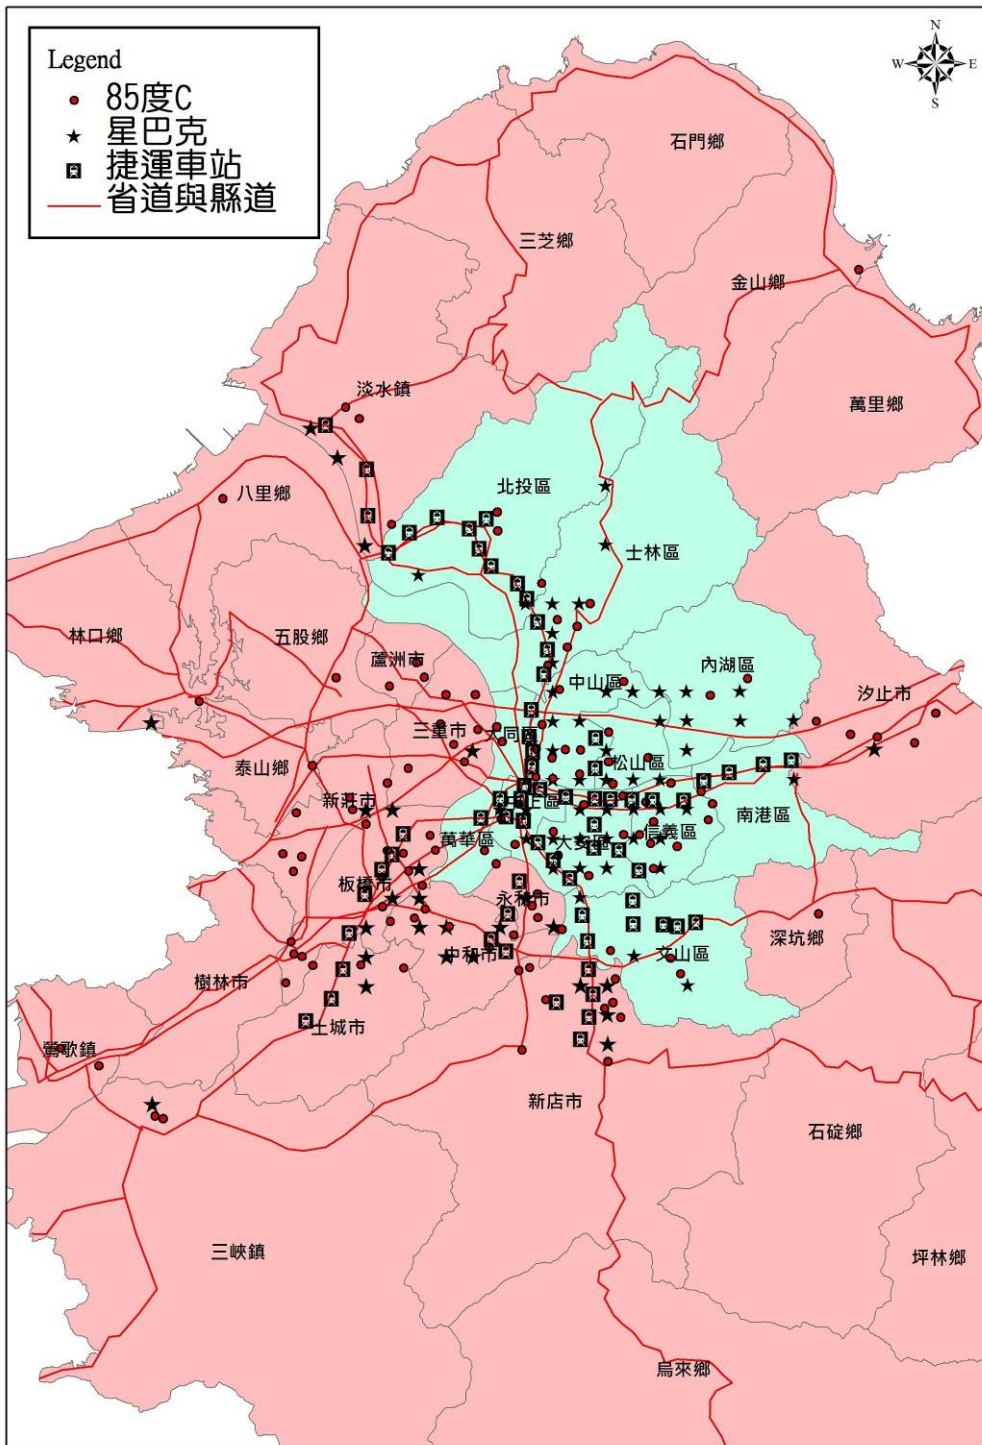 Legend
85度C
星巴克
捷運車站
省道與縣道
N
W
E
S
石門鄉
三芝鄉
金山鄉
淡水鎮
萬里鄉
八里鄉
北投區
士林區
林口鄉
五股鄉
蘆洲市
中山區
內湖區
汐止市
三重市
大同
泰山鄉
松山區
新莊市
中正區
南港區
萬華區
大安區
信義區
板橋市
永和市
深坑鄉
中和市
文山區
樹林市
土城市
鶯歌鎮
新店市
石碇鄉
三峽鎮
坪林鄉
烏來鄉